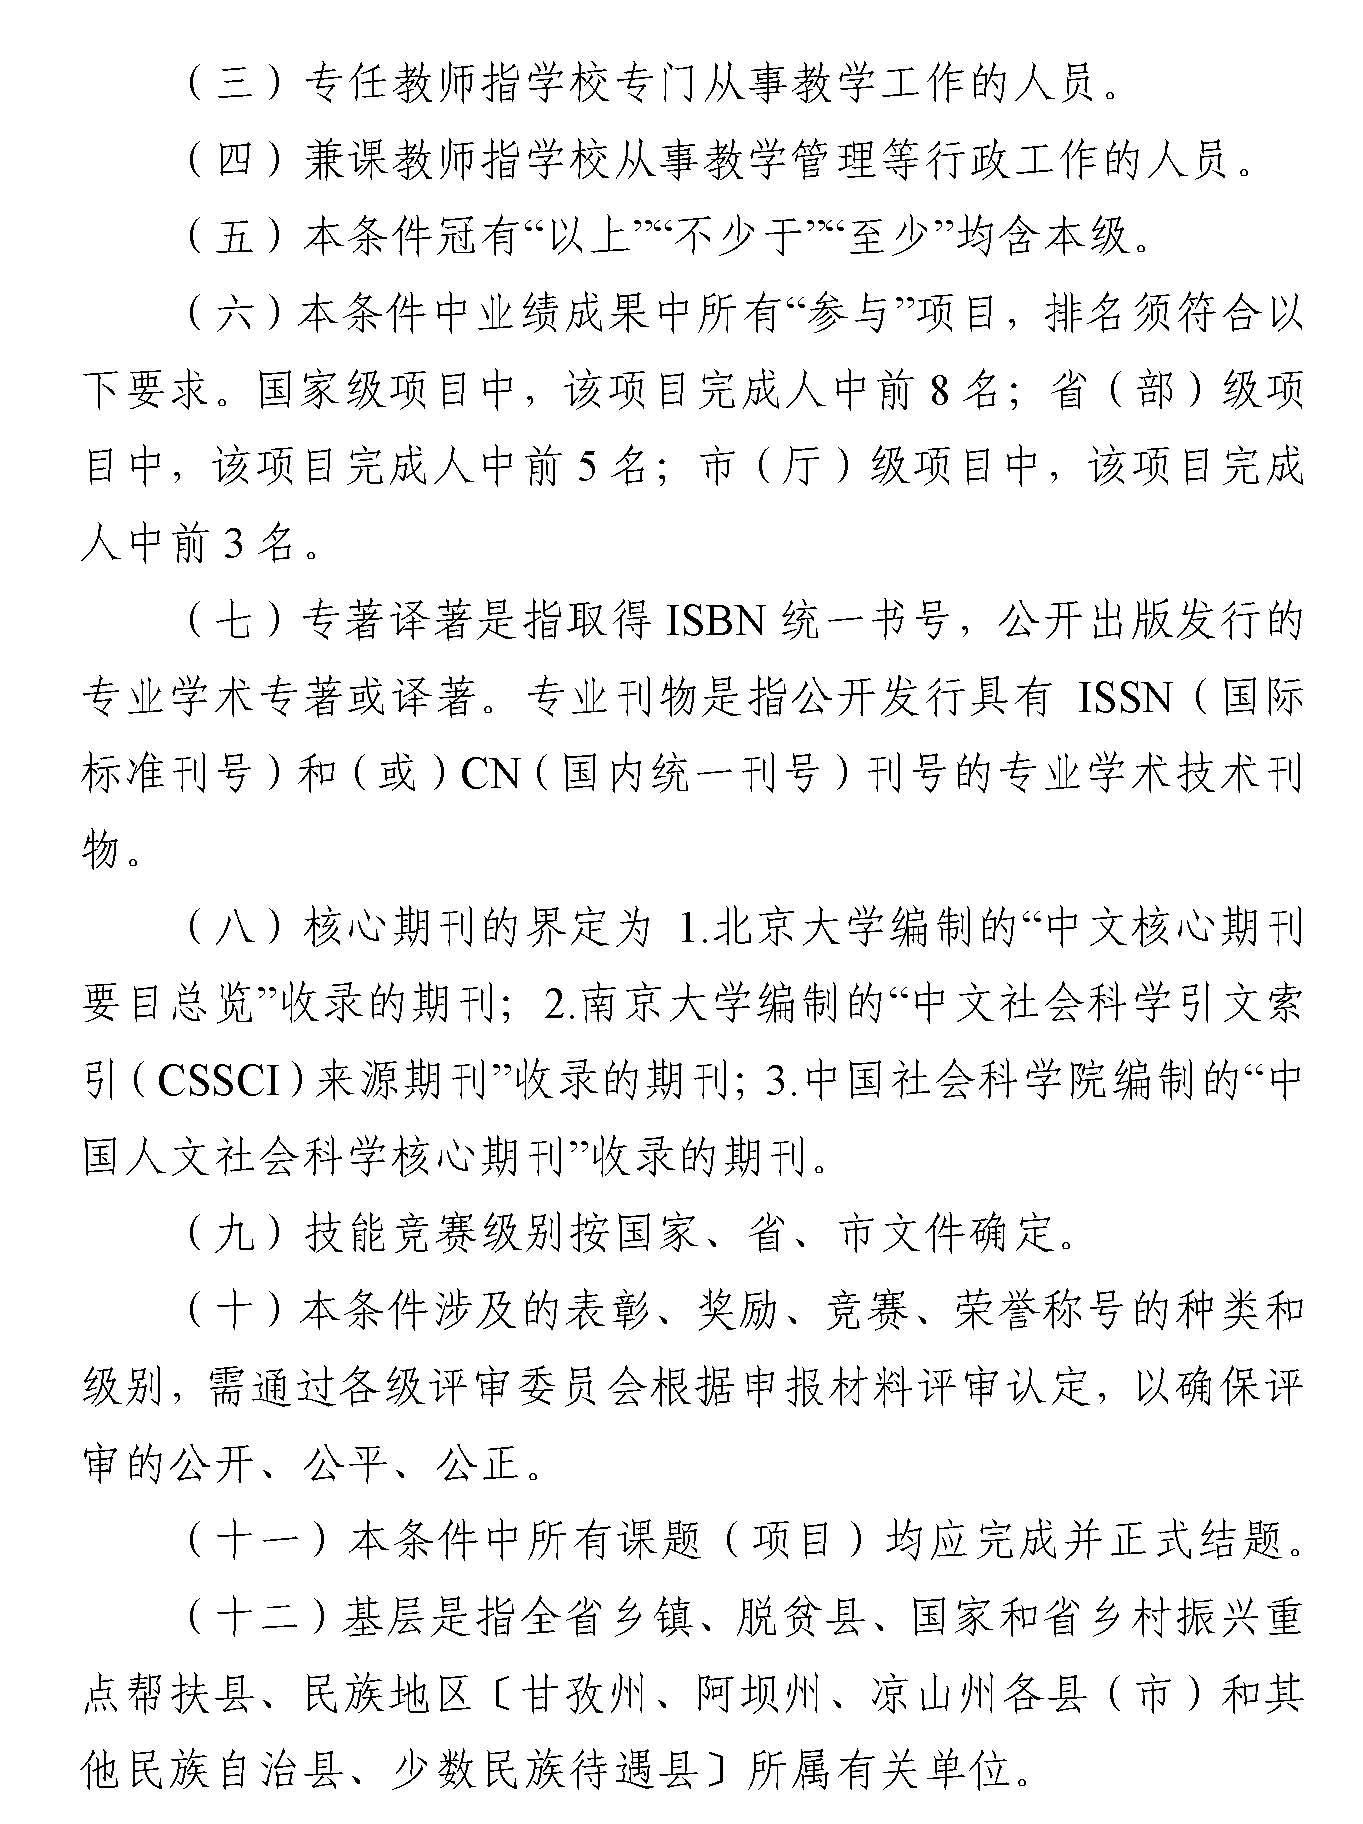 （三）专任教师指学校专门从事教学工作的人员。
（四）兼课教师指学校从事教学管理等行政工作的人员。
（五）本条件冠有“以上”“不少于”“至少”均含本级。
（六）本条件中业绩成果中所有“参与”项目，排名须符合以
下要求。国家级项目中，该项目完成人中前 8 名；省（部）级项
目中，该项目完成人中前 5 名；市（厅）级项目中，该项目完成
人中前 3 名。
（七）专著译著是指取得 ISBN 统一书号，公开出版发行的
专业学术专著或译著。专业刊物是指公开发行具有 ISSN（国际
标准刊号）和（或）CN（国内统一刊号）刊号的专业学术技术刊
物。
（八）核心期刊的界定为 1.北京大学编制的“中文核心期刊
要目总览”收录的期刊；2.南京大学编制的“中文社会科学引文索
引（CSSCI）来源期刊”收录的期刊；3.中国社会科学院编制的“中
国人文社会科学核心期刊”收录的期刊。
（九）技能竞赛级别按国家、省、市文件确定。
（十）本条件涉及的表彰、奖励、竞赛、荣誉称号的种类和
级别，需通过各级评审委员会根据申报材料评审认定，以确保评
审的公开、公平、公正。
（十一）本条件中所有课题（项目）均应完成并正式结题。
（十二）基层是指全省乡镇、脱贫县、国家和省乡村振兴重
点帮扶县、民族地区〔甘孜州、阿坝州、凉山州各县（市）和其
他民族自治县、少数民族待遇县〕所属有关单位。